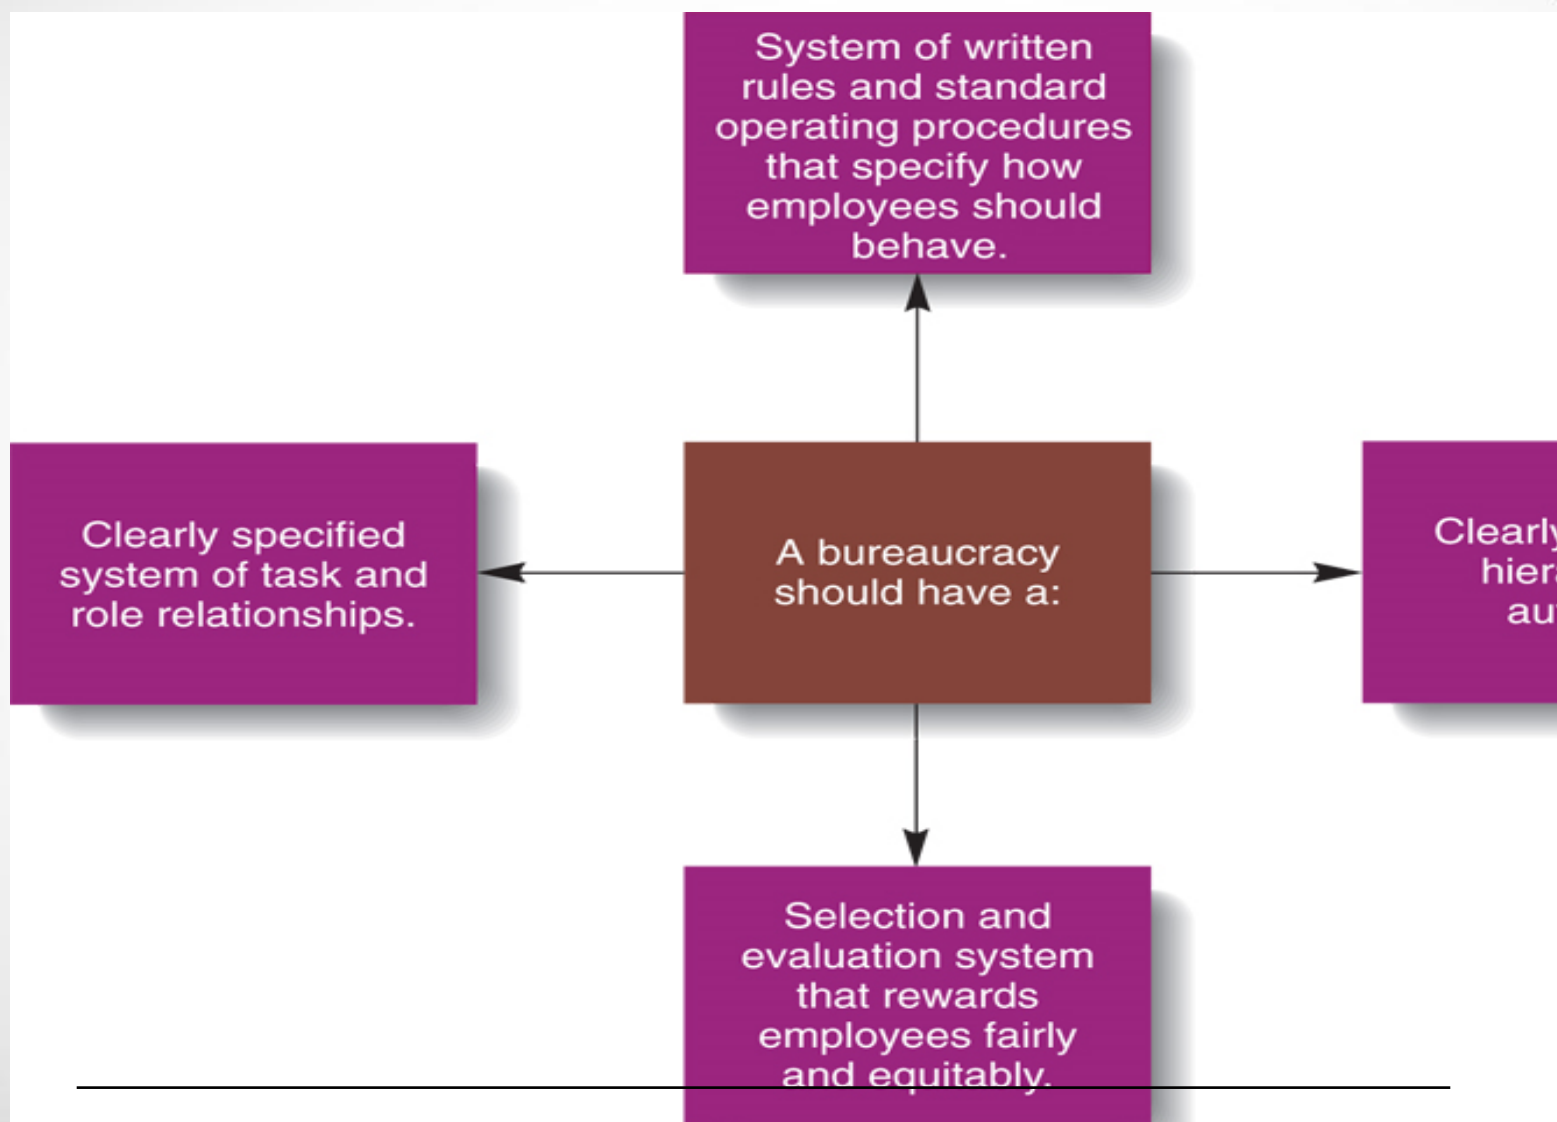 System of written
rules and standard
operating procedures
that specify how
employees should
behave.
Clearly specified
system of task and
role relationships.
A bureaucracy
should have a:
Clearly
Selection and
evaluation system
that rewards
employees fairly
and equitably.